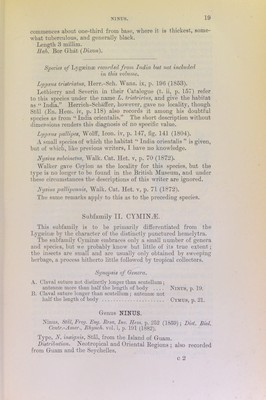 NINUS. 19
commences about one-third from base, where it is thickest, some-
what tuberculous, and generally black.
Length 3 millim.
Hab. Bor Ghát (Dixon).
Species of Lygæinæ recorded from India but not included
in this volume.
Lygæus tristriatus, Herr.-Sch. Wanz. ix, p. 196 (1853).
Lethierry and Severin in their Catalogue (t. ii, p. 157) refer
to this species under the name L. trivirens, and give the habitat
as "India." Herrich-Schäffer, however, gave no locality, though
Stål (En. Hem. iv, p. 118) also records it among his doubtful
species as from "India orientalis." The short description without
dimensions renders this diagnosis of no specific value.
Lygæus pallipes, Wolff, Icon. iv, p. 147, fig. 141 (1804).
A small species of which the habitat "India orientalis" is given,
but of which, like previous writers, I have no knowledge.
Nysius nebulosus, Walk. Cat. Het. v, p. 70 (1872).
Walker gave Ceylon as the locality for this species, but the
type is no longer to be found in the British Museum, and under
these circumstances the descriptions of this writer are ignored.
Nysius pallipennis, Walk. Cat. Het. v, p. 71 (1872).
The same remarks apply to this as to the preceding species.
Subfamily II. CYMINÆ.
This subfamily is to be primarily differentiated from the
Lygæinæ by the character of the distinctly punctured hemelytra.
The subfamily Cyminæ embraces only a small number of genera
and species, but we probably know but little of its true extent;
the insects are small and are usually only obtained by sweeping
herbage, a process hitherto little followed by tropical collectors.
Synopsis of Genera.
A. Claval suture not distinctly longer than scutellum;
antennæ more than half the length of body .... NINUS, p. 19.
B. Claval suture longer than scutellum; antennæ not
half the length of body .................. CYMUS, p. 21.
Genus NINUS.
Ninus, Stål, Freg. Eug. Resa, Ins. Hem. p. 252 (1859); Dist. Biol.
Centr.-Amer., Rhynch. vol. i, p. 191 (1882).
Type, N. insignis, Stål, from the Island of Guam.
Distribution. Neotropical and Oriental Regions; also recorded
from Guam and the Seychelles.
c 2